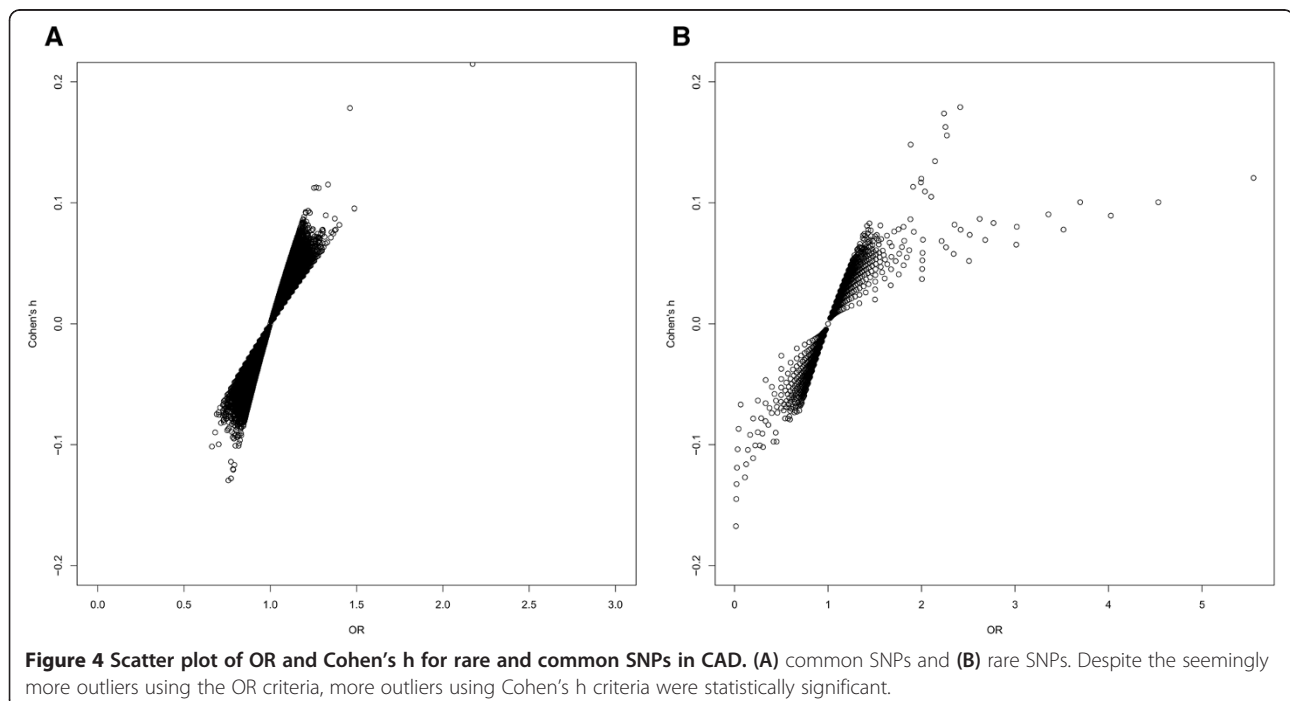 A
B
0.2
0.1
0.0
-0.1
-0.2
Cohen's h
0.0
0.5
1.0
1.5
2.0
2.5
3.0
OR
0.2
0.1
0.0
-0.1
-0.2
Cohen's h
0
1
2
3
4
5
OR
Figure 4 Scatter plot of OR and Cohen's h for rare and common SNPs in CAD. (A) common SNPs and (B) rare SNPs. Despite the seemingly
more outliers using the OR criteria, more outliers using Cohen's h criteria were statistically significant.